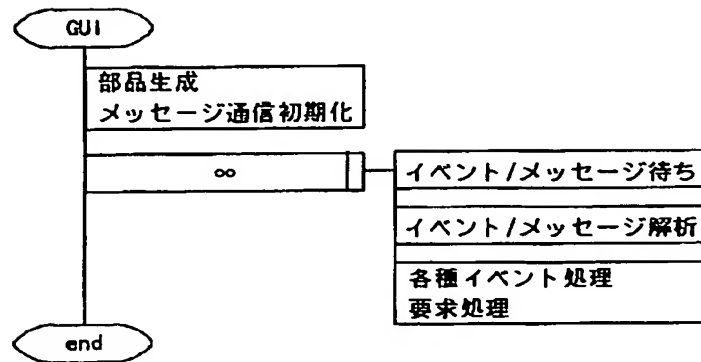 GUI
部品生成
メッセージ通信初期化
∞
イベント/メッセージ待ち
イベント/メッセージ解析
各種イベント処理
要求処理
end